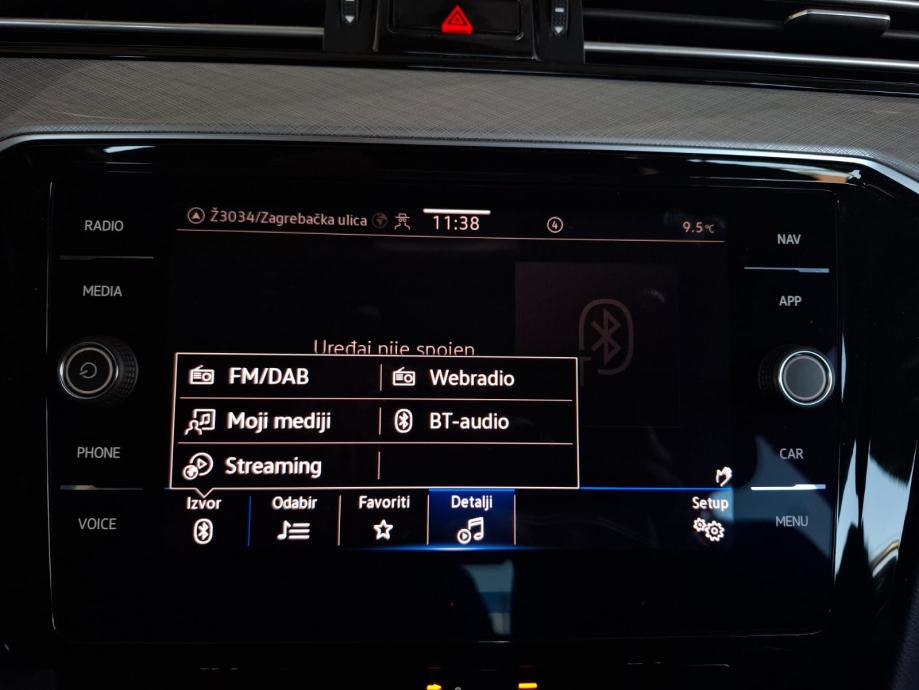 RADIO
MEDIA
PHONE
VOICE
Ž3034/Zagrebačka ulica 11:38 4 9.5°C
Uređaj nije spojen.
FM/DAB Webradio
Moji mediji BT-audio
Streaming
Izvor Odabir Favoriti Detalji Setup
NAV
APP
CAR
MENU